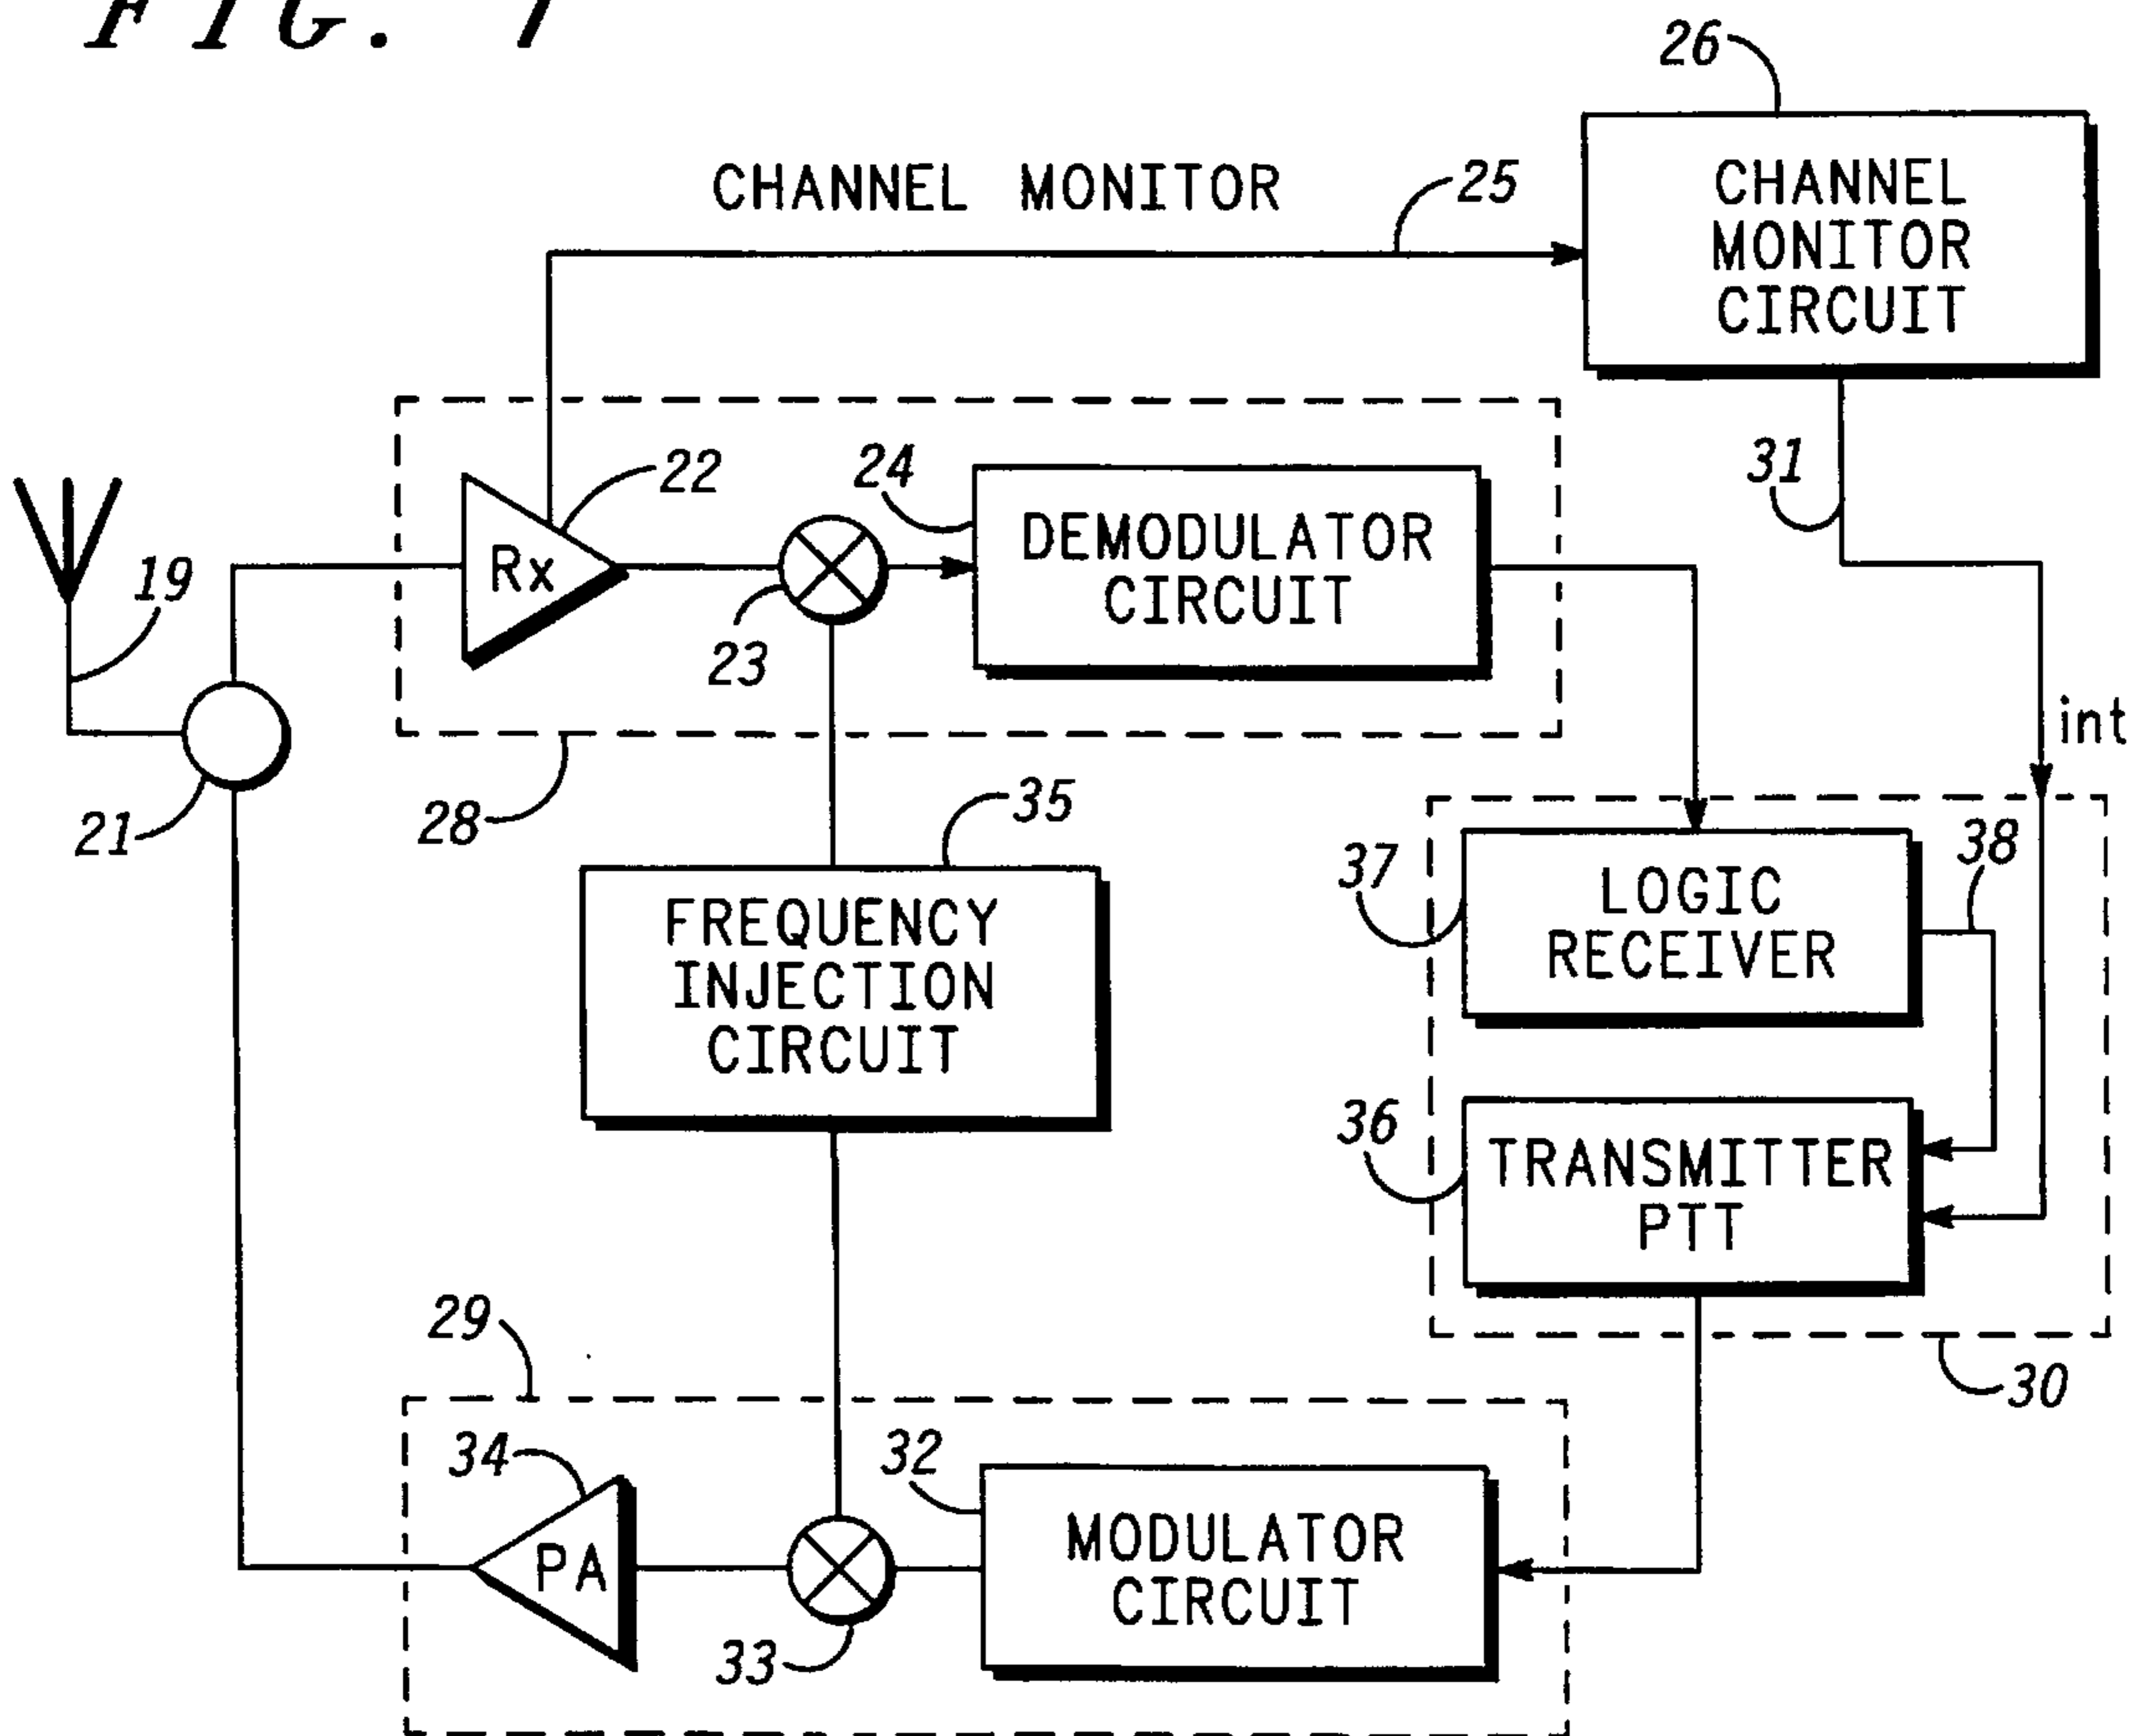 FIG. 1
26
CHANNEL MONITOR
25
CHANNEL
MONITOR
CIRCUIT
31
22
24
19
Rx
DEMODULATOR
CIRCUIT
23
int
21
28
35
37
38
FREQUENCY
INJECTION
CIRCUIT
LOGIC
RECEIVER
36
TRANSMITTER
PTT
29
30
34
32
PA
MODULATOR
CIRCUIT
33